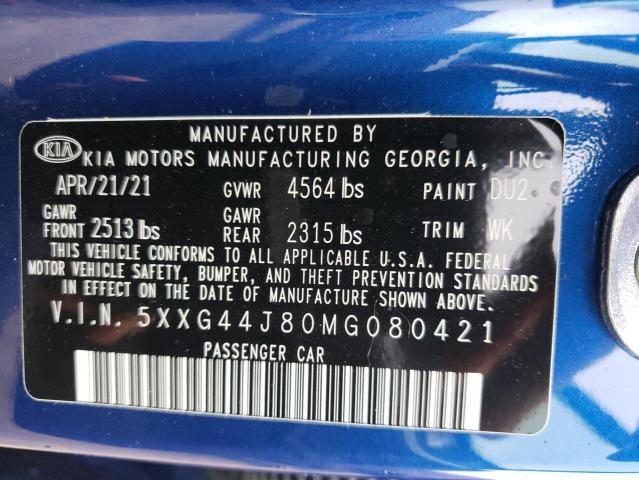 MANUFACTURED BY
KIA KIA MOTORS MANUFACTURING GEORGIA, INC.
APR/21/21 GVWR 4564 lbs PAINT DU2
GAWR FRONT 2513 lbs GAWR REAR 2315 lbs TRIM WK
THIS VEHICLE CONFORMS TO ALL APPLICABLE U.S.A. FEDERAL
MOTOR VEHICLE SAFETY, BUMPER, AND THEFT PREVENTION STANDARDS
IN EFFECT ON THE DATE OF MANUFACTURE SHOWN ABOVE.
V.I.N. 5XXG44J80MG080421
PASSENGER CAR